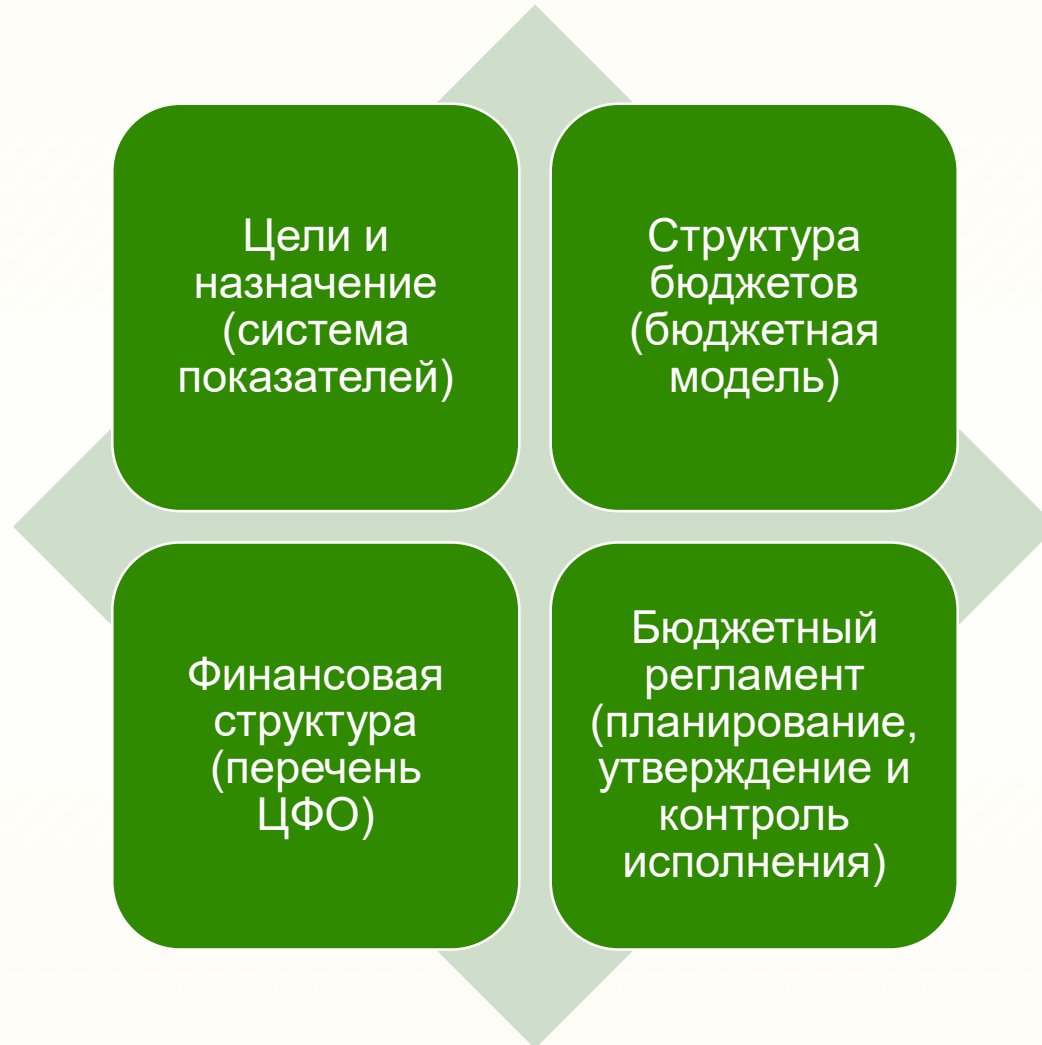 Цели и
назначение
(система
показателей)
Структура
бюджетов
(бюджетная
модель)
Финансовая
структура
(перечень
ЦФО)
Бюджетный
регламент
(планирование,
утверждение и
контроль
исполнения)